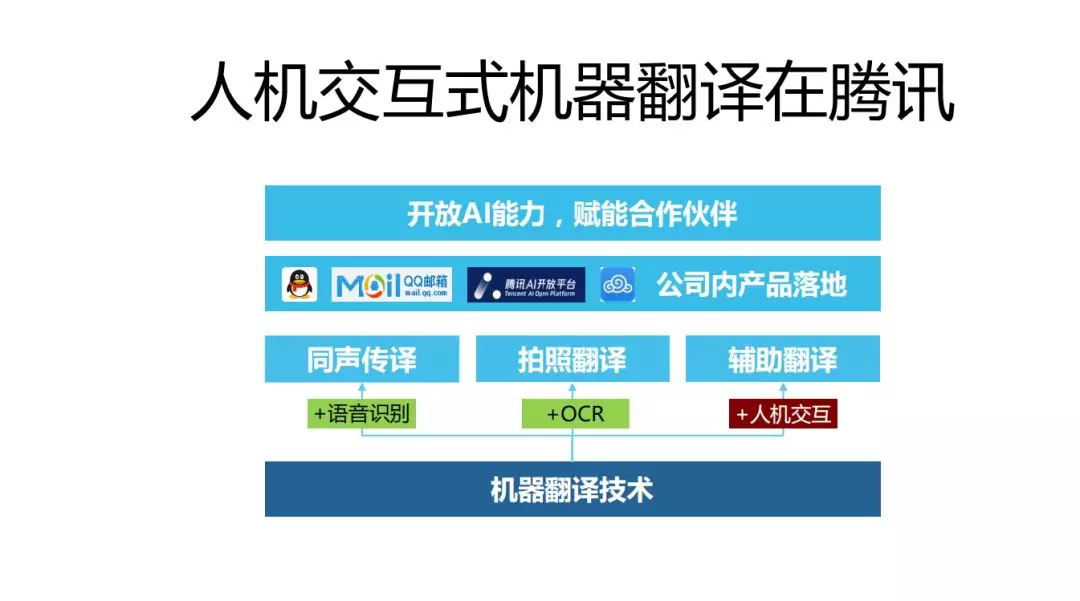 人机交互式机器翻译在腾讯
开放AI能力，赋能合作伙伴
Mail QQ邮箱
mail.qq.com
腾讯AI开放平台
Tencent AI Open Platform
公司内产品落地
同声传译
拍照翻译
辅助翻译
+语音识别
+OCR
+人机交互
机器翻译技术